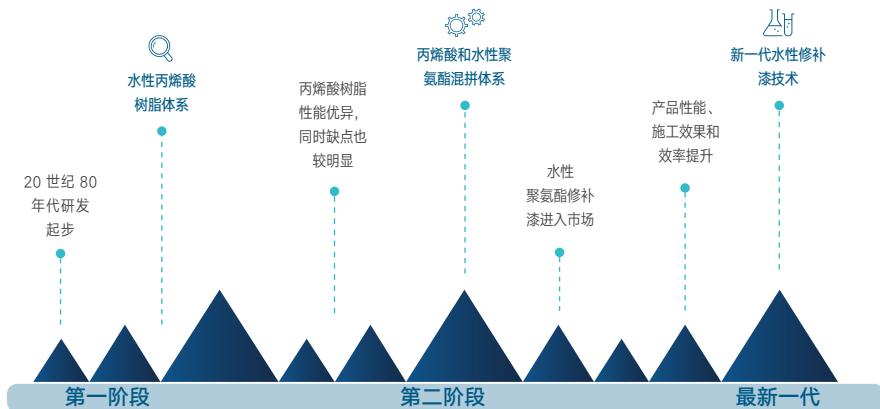 20 世纪 80
年代研发
起步
水性丙烯酸
树脂体系
丙烯酸树脂
性能优异，
同时缺点也
较明显
丙烯酸和水性聚
氨酯混拼体系
水性
聚氨酯修补
漆进入市场
产品性能、
施工效果和
效率提升
新一代水性修补
漆技术
第一阶段
第二阶段
最新一代